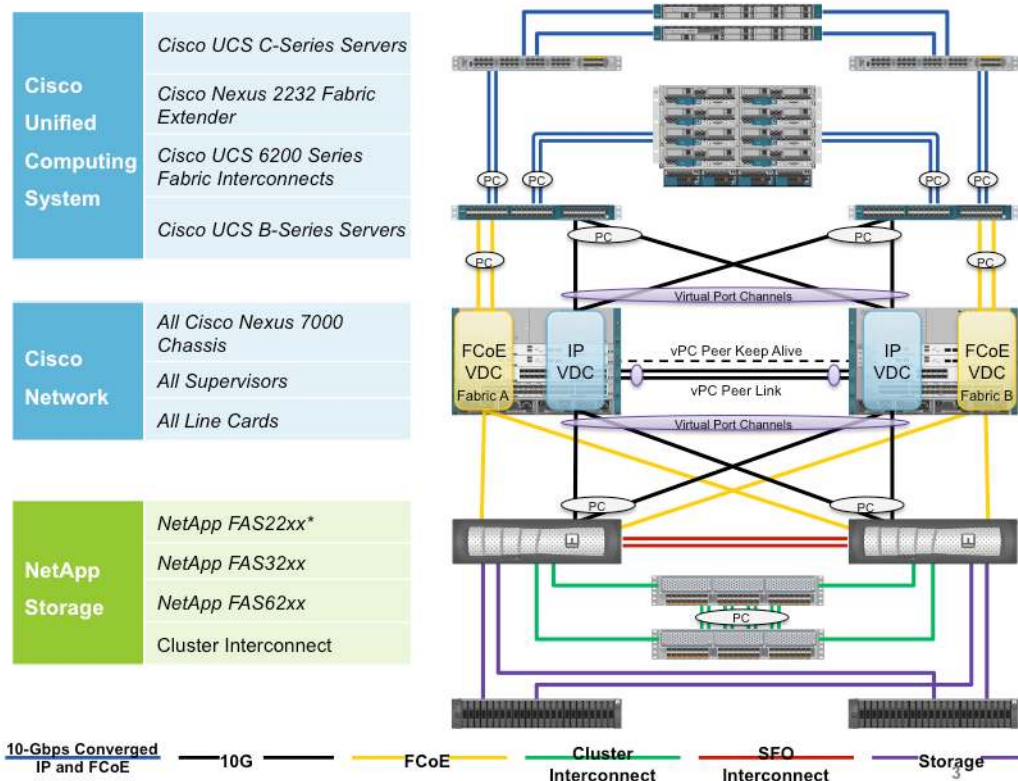 Cisco
Unified
Computing
System
Cisco UCS C-Series Servers
Cisco Nexus 2232 Fabric
Extender
Cisco UCS 6200 Series
Fabric Interconnects
Cisco UCS B-Series Servers
Cisco
Network
All Cisco Nexus 7000
Chassis
All Supervisors
All Line Cards
NetApp
Storage
NetApp FAS22xx*
NetApp FAS32xx
NetApp FAS62xx
Cluster Interconnect
PC
PC
PC
PC
PC
PC
PC
PC
Virtual Port Channels
FCoE
VDC
Fabric A
IP
VDC
vPC Peer Keep Alive
vPC Peer Link
IP
VDC
FCoE
VDC
Fabric B
Virtual Port Channels
PC
PC
PC
10-Gbps Converged
IP and FCoE
10G
FCoE
Cluster
Interconnect
SFO
Interconnect
Storage
3